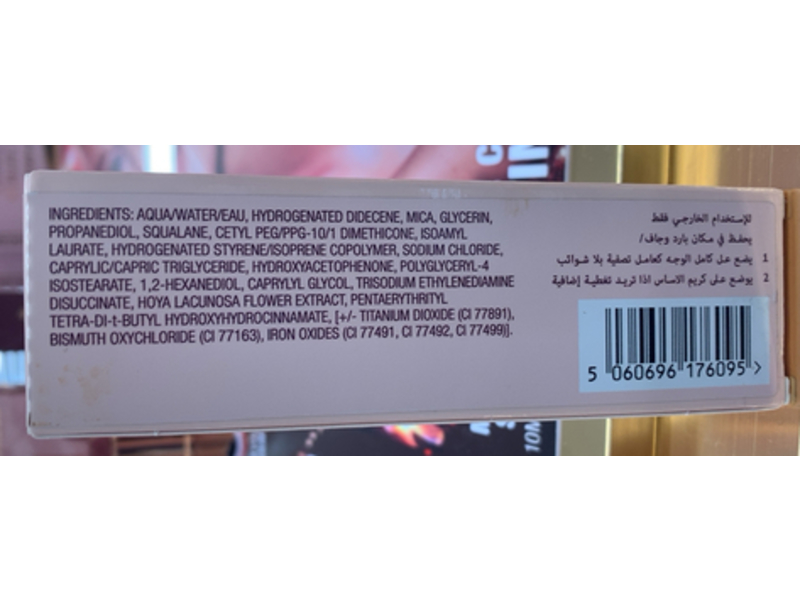 INGREDIENTS: AQUA/WATER/EAU, HYDROGENATED DIDECENE, MICA, GLYCERIN,
PROPANEDIOL, SQUALANE, CETYL PEG/PPG-10/1 DIMETHICONE, ISOAMYL
LAURATE, HYDROGENATED STYRENE/ISOPRENE COPOLYMER, SODIUM CHLORIDE,
CAPRYLIC/CAPRIC TRIGLYCERIDE, HYDROXYACETOPHENONE, POLYGLYCERYL-4
ISOSTEARATE, 1,2-HEXANEDIOL, CAPRYLYL GLYCOL, TRISODIUM ETHYLENEDIAMINE
DISUCCINATE, HOYA LACUNOSA FLOWER EXTRACT, PENTAERYTHRITYL
TETRA-DI-t-BUTYL HYDROXYHYDROCINNAMATE, [+/- TITANIUM DIOXIDE (CI 77891),
BISMUTH OXYCHLORIDE (CI 77163), IRON OXIDES (CI 77491, CI 77492, CI 77499)].
للإستخدام الخارجي فقط
يحفظ في مكان بارد وجاف/
1 يضع عل كامل الوجه كعامل تصفية بلا شوائب
2 يوضع على كريم الاساس اذا تريد تغطية إضافية
5 060696 176095 >
10M